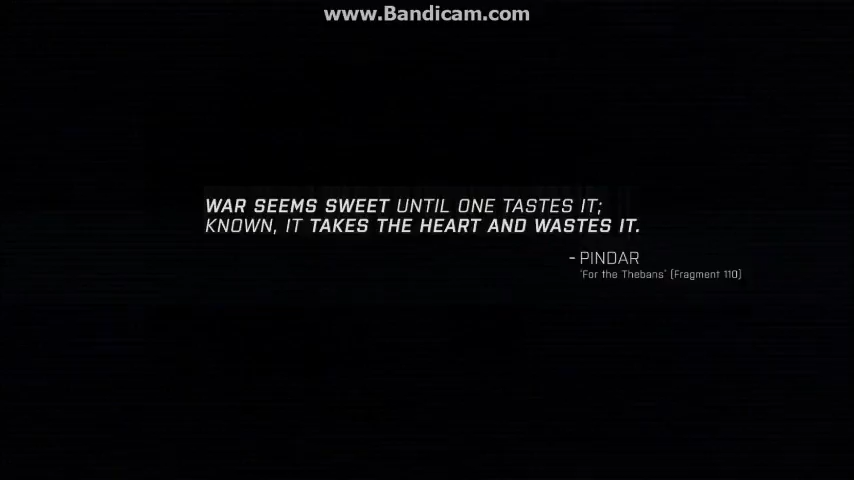 www.Bandicam.com
WAR SEEMS SWEET UNTIL ONE TASTES IT;
KNOWN, IT TAKES THE HEART AND WASTES IT.
- PINDAR
'For the Thebans' (Fragment 110)